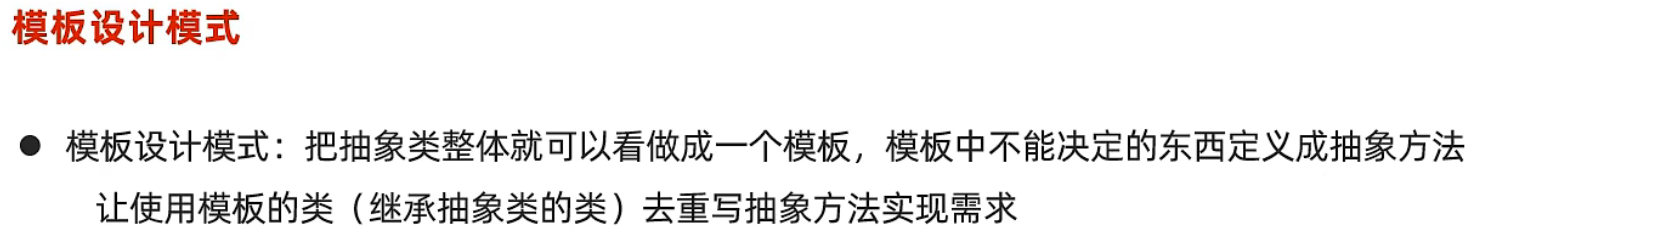 模板设计模式
● 模板设计模式：把抽象类整体就可以看做成一个模板，模板中不能决定的东西定义成抽象方法
让使用模板的类（继承抽象类的类）去重写抽象方法实现需求